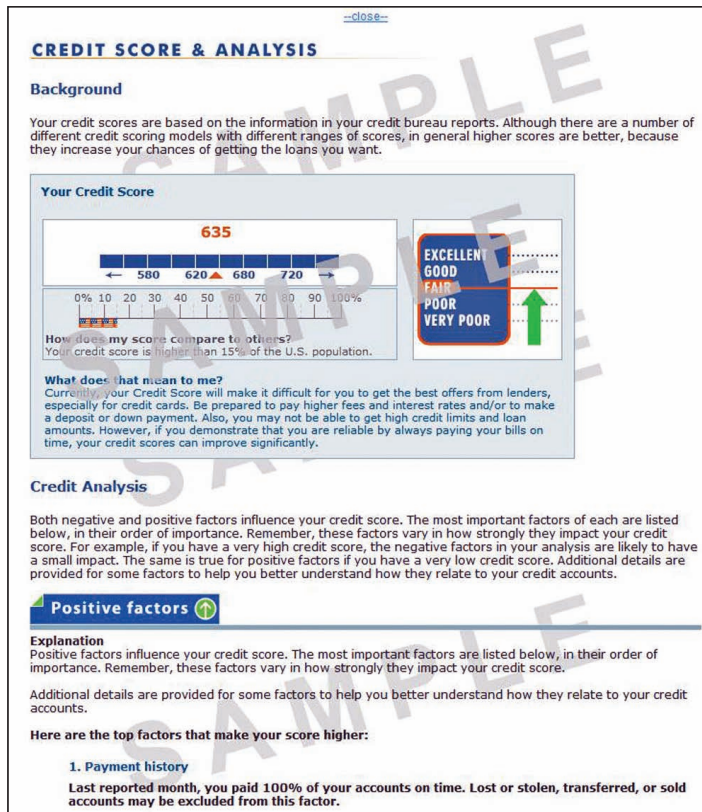 --close--
CREDIT SCORE & ANALYSIS
Background
Your credit scores are based on the information in your credit bureau reports. Although there are a number of
different credit scoring models with different ranges of scores, in general higher scores are better, because
they increase your chances of getting the loans you want.
Your Credit Score
635
← 580 620 680 720 →
0% 10 20 30 40 50 60 70 80 90 100%
How does my score compare to others?
Your credit score is higher than 15% of the U.S. population.
EXCELLENT
GOOD
FAIR
POOR
VERY POOR
What does that mean to me?
Currently, your Credit Score will make it difficult for you to get the best offers from lenders,
especially for credit cards. Be prepared to pay higher fees and interest rates and/or to make
a deposit or down payment. Also, you may not be able to get high credit limits and loan
amounts. However, if you demonstrate that you are reliable by always paying your bills on
time, your credit scores can improve significantly.
Credit Analysis
Both negative and positive factors influence your credit score. The most important factors of each are listed
below, in their order of importance. Remember, these factors vary in how strongly they impact your credit
score. For example, if you have a very high credit score, the negative factors in your analysis are likely to have
a small impact. The same is true for positive factors if you have a very low credit score. Additional details are
provided for some factors to help you better understand how they relate to your credit accounts.
Positive factors
Explanation
Positive factors influence your credit score. The most important factors are listed below, in their order of
importance. Remember, these factors vary in how strongly they impact your credit score.
Additional details are provided for some factors to help you better understand how they relate to your credit
accounts.
Here are the top factors that make your score higher:
1. Payment history
Last reported month, you paid 100% of your accounts on time. Lost or stolen, transferred, or sold
accounts may be excluded from this factor.
SAMPLE
SAMPLE
SAMPLE
SAMPLE